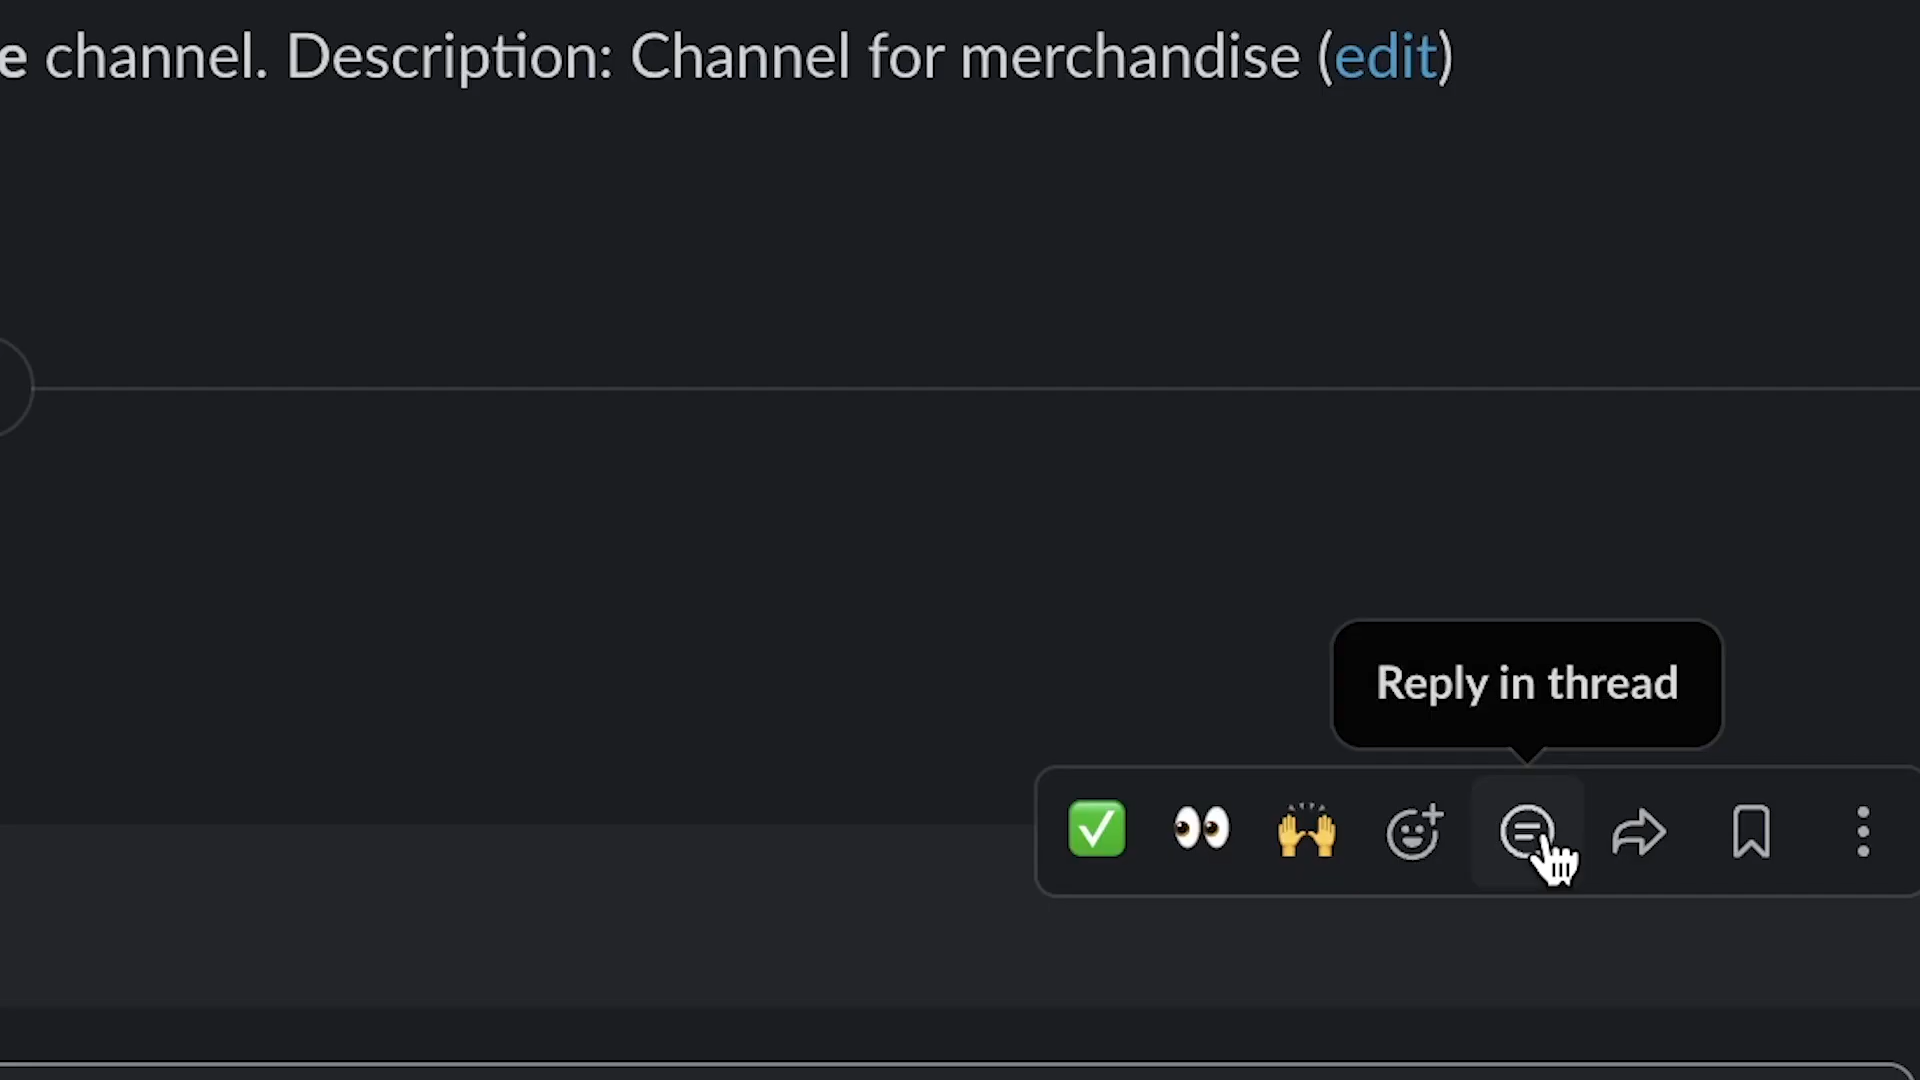 e channel. Description: Channel for merchandise (edit)
Reply in thread